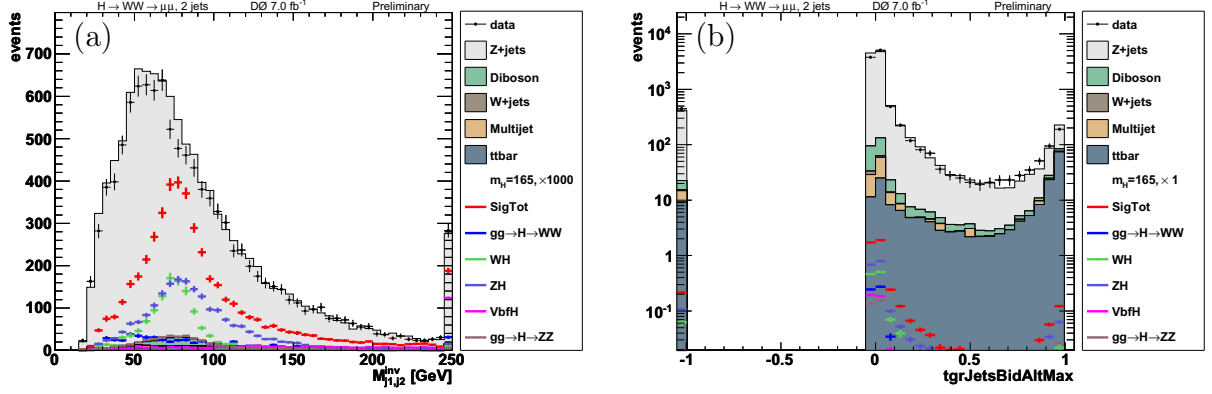 H → WW → μμ, 2 jets DØ 7.0 fb⁻¹ Preliminary
(a)
events
700
600
500
400
300
200
100
0
0 50 100 150 200 250
M^inv_j1,j2 [GeV]
data
Z+jets
Diboson
W+jets
Multijet
ttbar
m_H=165, ×1000
SigTot
gg→H→WW
WH
ZH
VbfH
gg→H→ZZ
H → WW → μμ, 2 jets DØ 7.0 fb⁻¹ Preliminary
(b)
events
10⁴
10³
10²
10
1
10⁻¹
-1 0 0.5 1
tgrJetsBidAltMax
data
Z+jets
Diboson
W+jets
Multijet
ttbar
m_H=165, × 1
SigTot
gg→H→WW
WH
ZH
VbfH
gg→H→ZZ